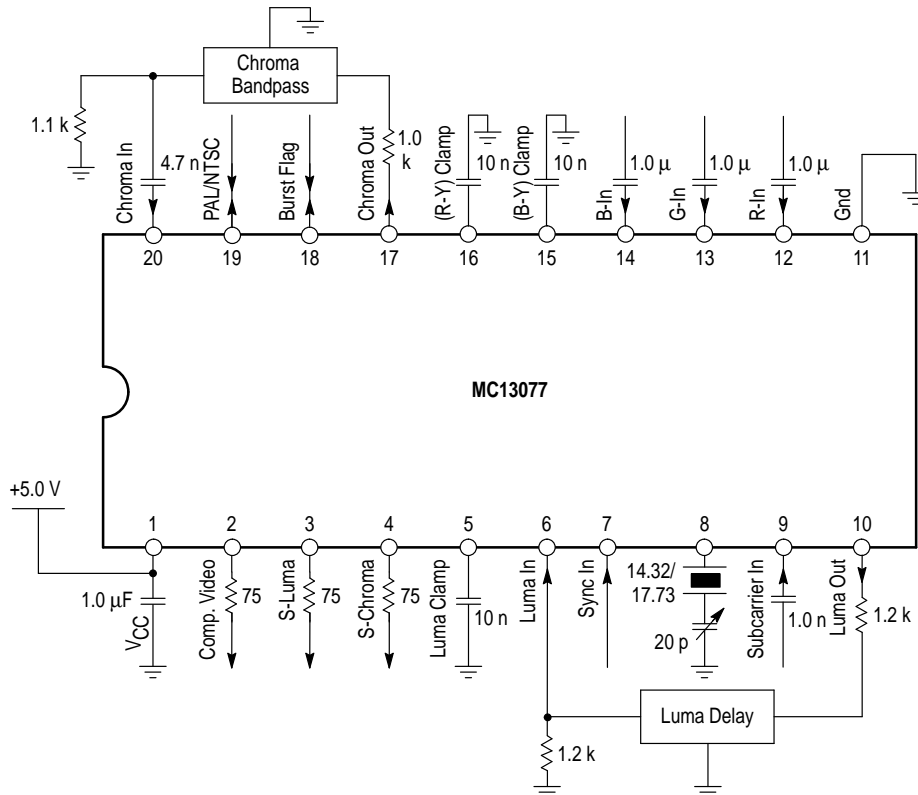 Chroma
Bandpass
1.1 k
Chroma In
4.7 n
PAL/NTSC
Burst Flag
Chroma Out
1.0
k
(R-Y) Clamp
10 n
(B-Y) Clamp
10 n
B-In
1.0 µ
G-In
1.0 µ
R-In
1.0 µ
Gnd
20
19
18
17
16
15
14
13
12
11
MC13077
+5.0 V
1
2
3
4
5
6
7
8
9
10
1.0 µF
VCC
Comp. Video
75
S-Luma
75
S-Chroma
75
Luma Clamp
10 n
Luma In
Sync In
14.32/
17.73
20 p
Subcarrier In
1.0 n
Luma Out
1.2 k
Luma Delay
1.2 k